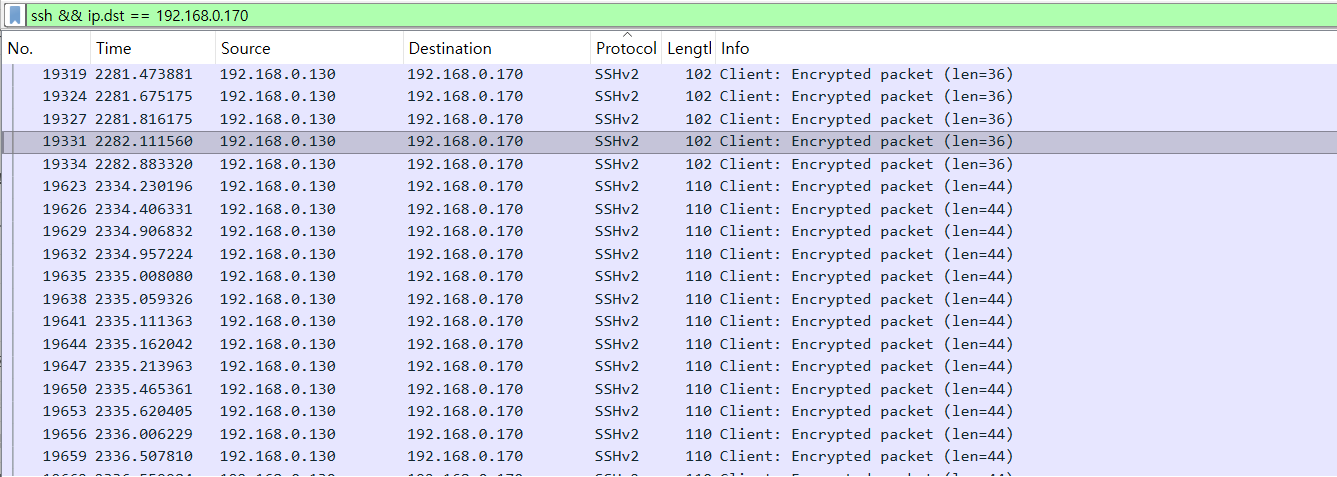 ssh && ip.dst == 192.168.0.170
No. Time Source Destination Protocol Lengtl Info
19319 2281.473881 192.168.0.130 192.168.0.170 SSHv2 102 Client: Encrypted packet (len=36)
19324 2281.675175 192.168.0.130 192.168.0.170 SSHv2 102 Client: Encrypted packet (len=36)
19327 2281.816175 192.168.0.130 192.168.0.170 SSHv2 102 Client: Encrypted packet (len=36)
19331 2282.111560 192.168.0.130 192.168.0.170 SSHv2 102 Client: Encrypted packet (len=36)
19334 2282.883320 192.168.0.130 192.168.0.170 SSHv2 102 Client: Encrypted packet (len=36)
19623 2334.230196 192.168.0.130 192.168.0.170 SSHv2 110 Client: Encrypted packet (len=44)
19626 2334.406331 192.168.0.130 192.168.0.170 SSHv2 110 Client: Encrypted packet (len=44)
19629 2334.906832 192.168.0.130 192.168.0.170 SSHv2 110 Client: Encrypted packet (len=44)
19632 2334.957224 192.168.0.130 192.168.0.170 SSHv2 110 Client: Encrypted packet (len=44)
19635 2335.008080 192.168.0.130 192.168.0.170 SSHv2 110 Client: Encrypted packet (len=44)
19638 2335.059326 192.168.0.130 192.168.0.170 SSHv2 110 Client: Encrypted packet (len=44)
19641 2335.111363 192.168.0.130 192.168.0.170 SSHv2 110 Client: Encrypted packet (len=44)
19644 2335.162042 192.168.0.130 192.168.0.170 SSHv2 110 Client: Encrypted packet (len=44)
19647 2335.213963 192.168.0.130 192.168.0.170 SSHv2 110 Client: Encrypted packet (len=44)
19650 2335.465361 192.168.0.130 192.168.0.170 SSHv2 110 Client: Encrypted packet (len=44)
19653 2335.620405 192.168.0.130 192.168.0.170 SSHv2 110 Client: Encrypted packet (len=44)
19656 2336.006229 192.168.0.130 192.168.0.170 SSHv2 110 Client: Encrypted packet (len=44)
19659 2336.507810 192.168.0.130 192.168.0.170 SSHv2 110 Client: Encrypted packet (len=44)